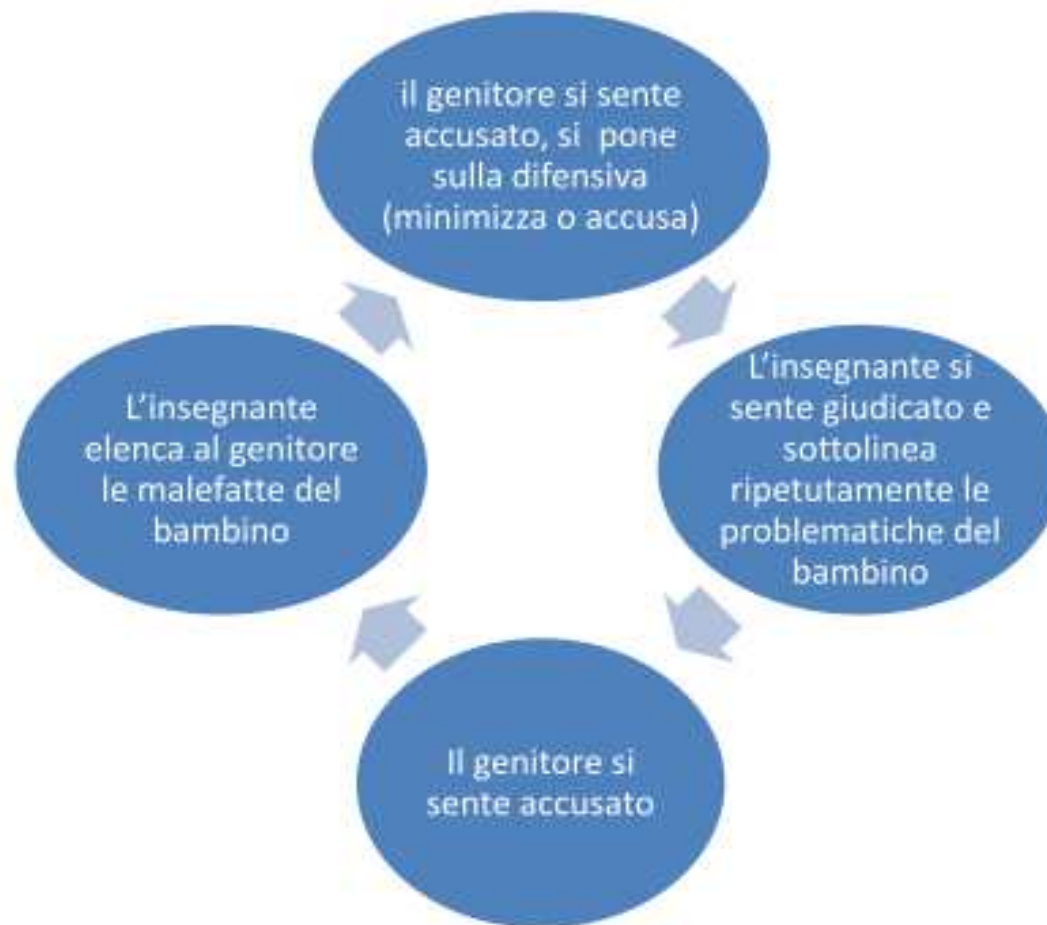 il genitore si sente
accusato, si pone
sulla difensiva
(minimizza o accusa)
L'insegnante si
sente giudicato e
sottolinea
ripetutamente le
problematiche del
bambino
Il genitore si
sente accusato
L'insegnante
elenca al genitore
le malefatte del
bambino